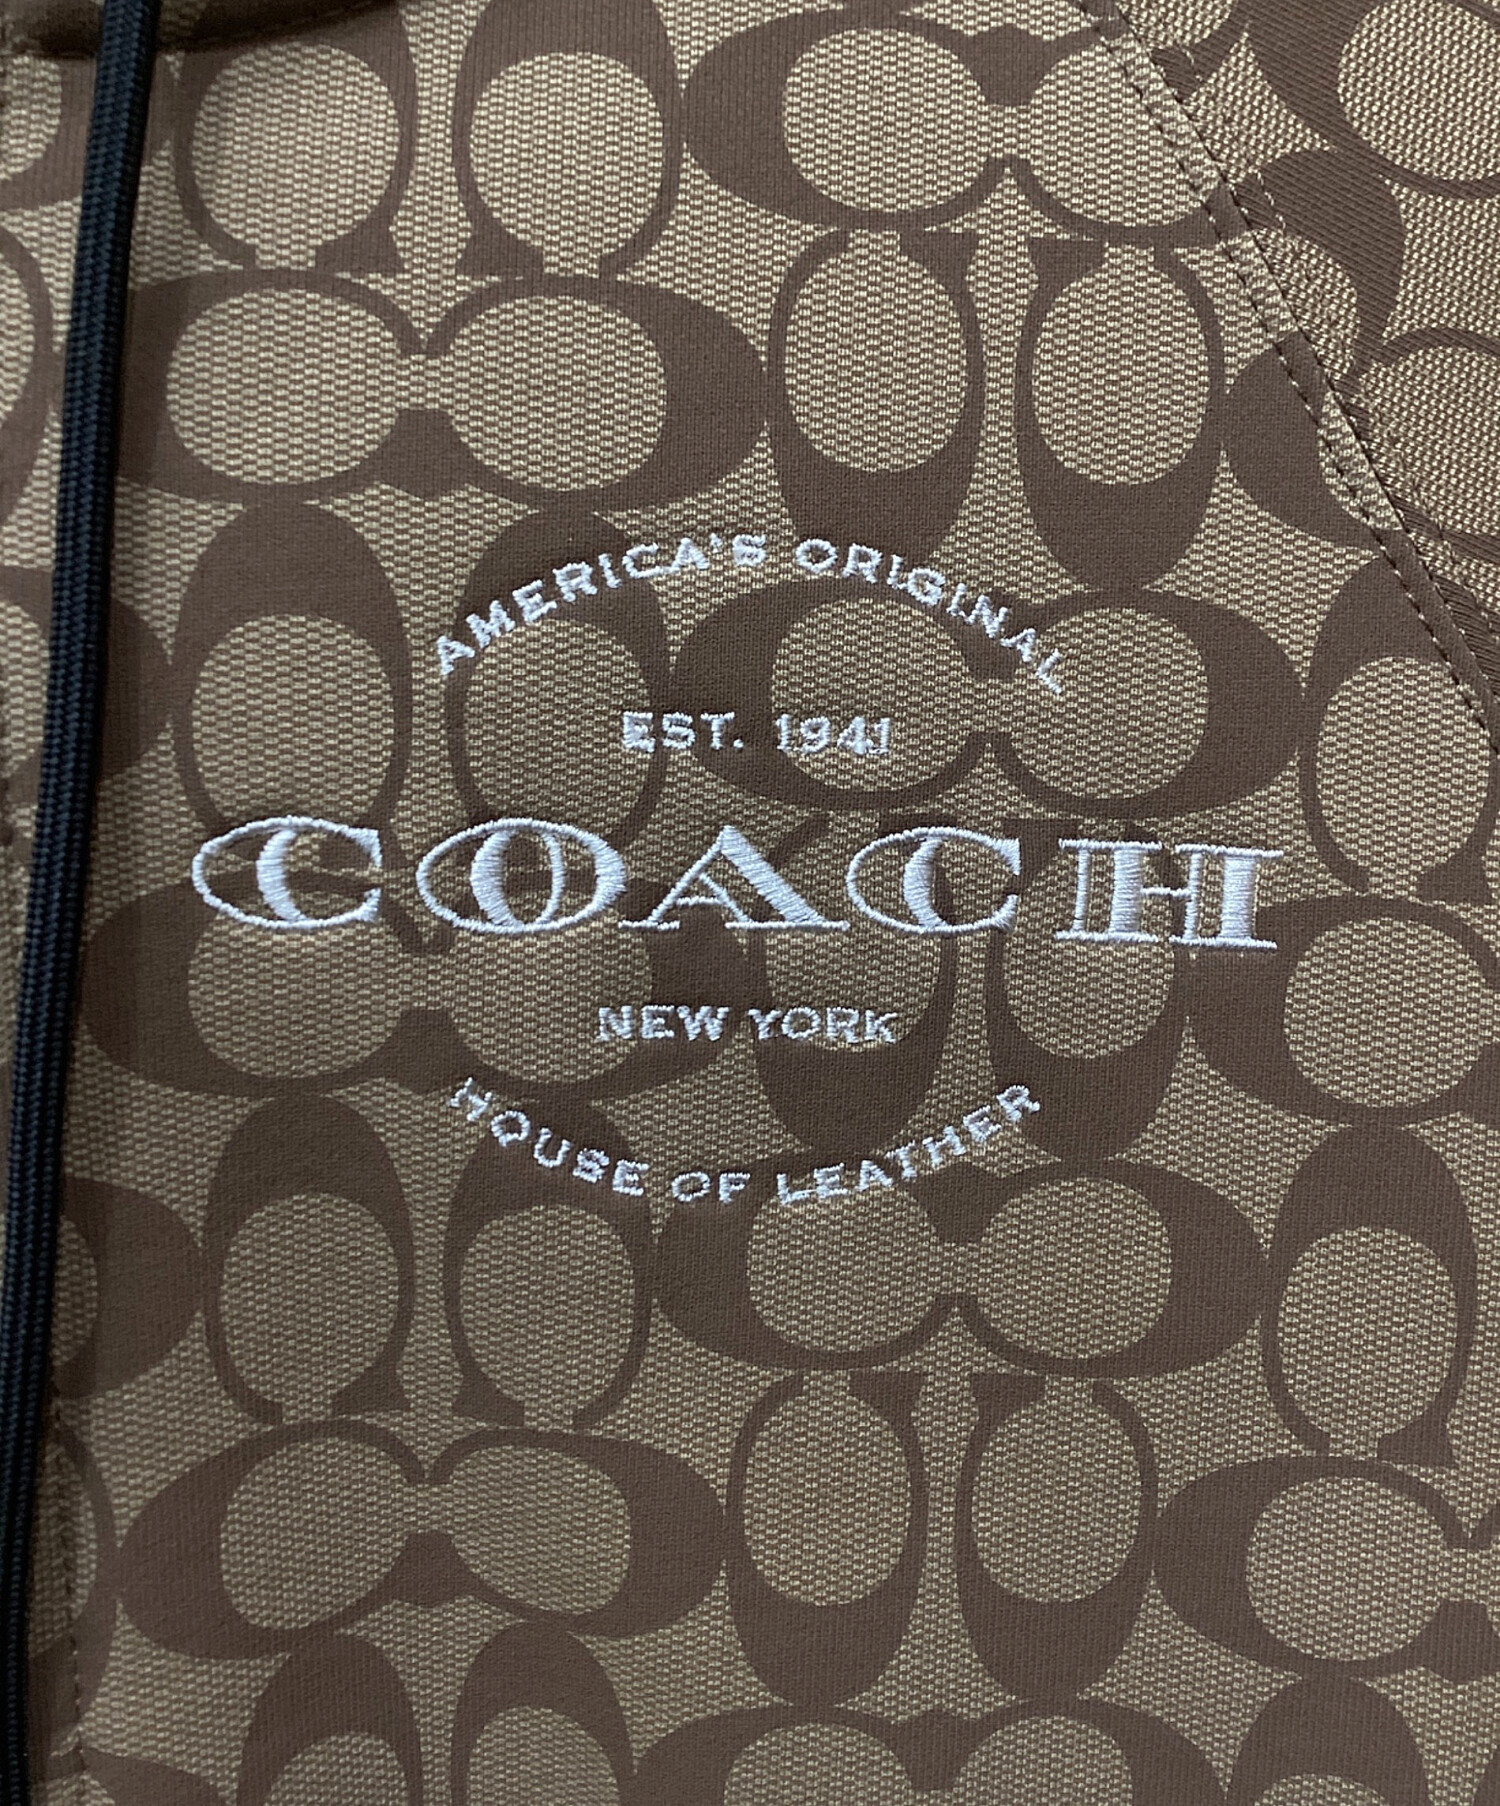 AMERICA'S ORIGINAL
EST. 1941
COACH
NEW YORK
HOUSE OF LEATHER